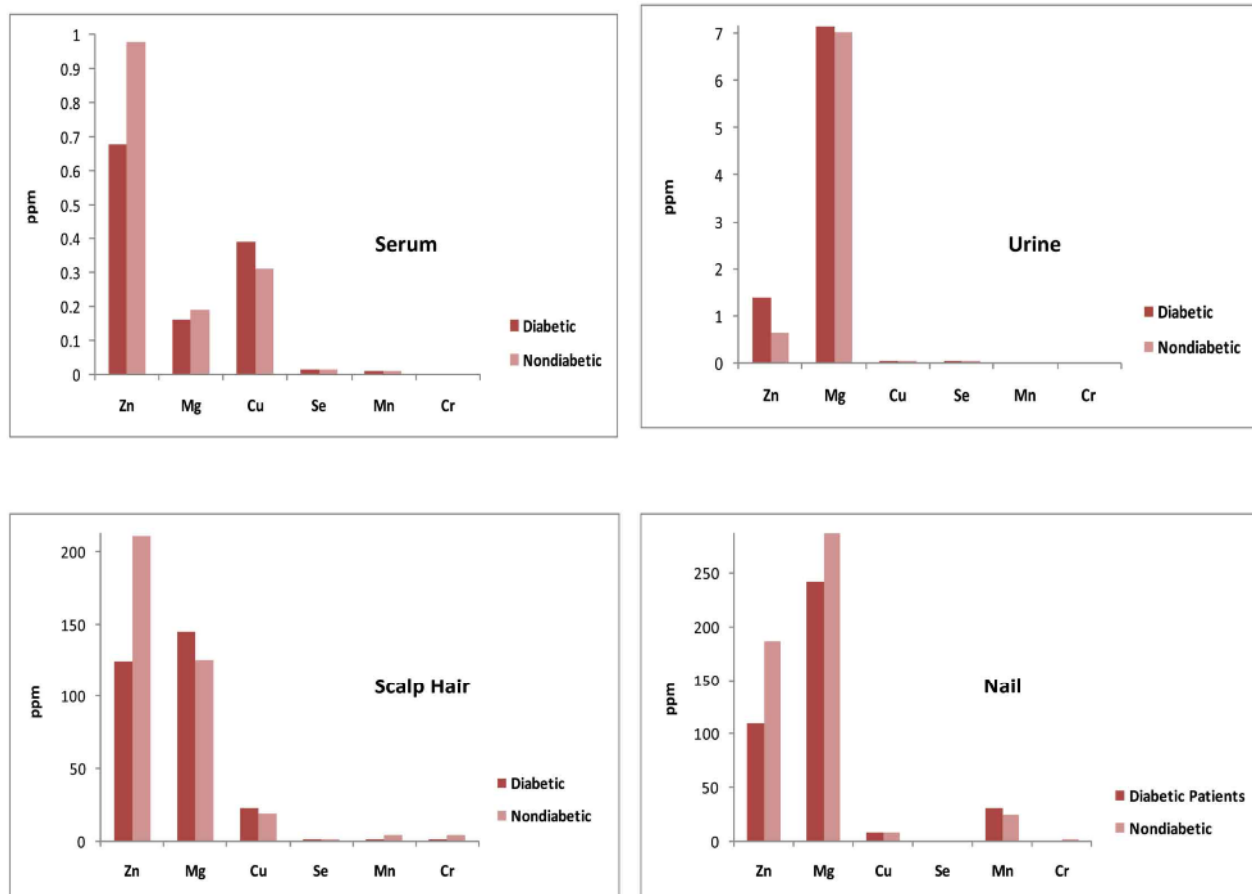 1
0.9
0.8
0.7
0.6
0.5
0.4
0.3
0.2
0.1
0
ppm
Serum
Diabetic
Nondiabetic
Zn Mg Cu Se Mn Cr
7
6
5
4
3
2
1
0
ppm
Urine
Diabetic
Nondiabetic
Zn Mg Cu Se Mn Cr
200
150
100
50
0
ppm
Scalp Hair
Diabetic
Nondiabetic
Zn Mg Cu Se Mn Cr
250
200
150
100
50
0
ppm
Nail
Diabetic Patients
Nondiabetic
Zn Mg Cu Se Mn Cr